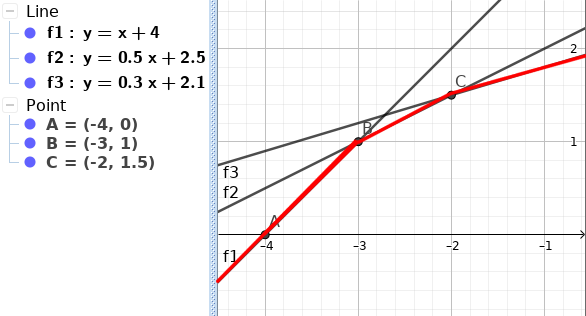 Line
f1 : y = x + 4
f2 : y = 0.5 x + 2.5
f3 : y = 0.3 x + 2.1
Point
A = (-4, 0)
B = (-3, 1)
C = (-2, 1.5)
2
C
B
1
f3
f2
A
–4 –3 –2 –1
f1